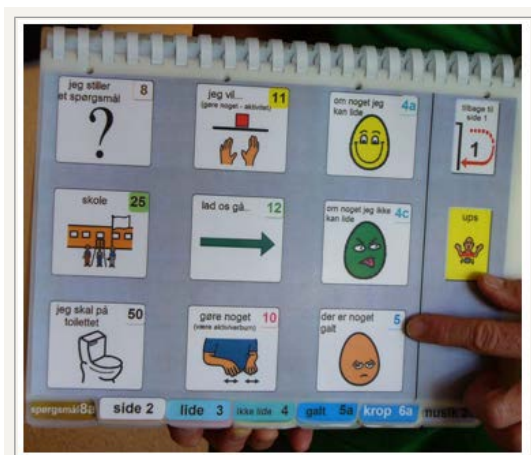 jeg stiller
et spørgsmål
8
jeg vil...
(gøre noget - aktivitet)
11
om noget jeg
kan lide
4a
tilbage til
side 1
1
skole
25
lad os gå...
12
om noget jeg ikke
kan lide
4c
ups
jeg skal på
toilettet
50
gøre noget
10
der er noget
galt
5
spørgsmål 8a
side 2
lide 3
ikke lide 4
galt 5a
krop 6a
musik